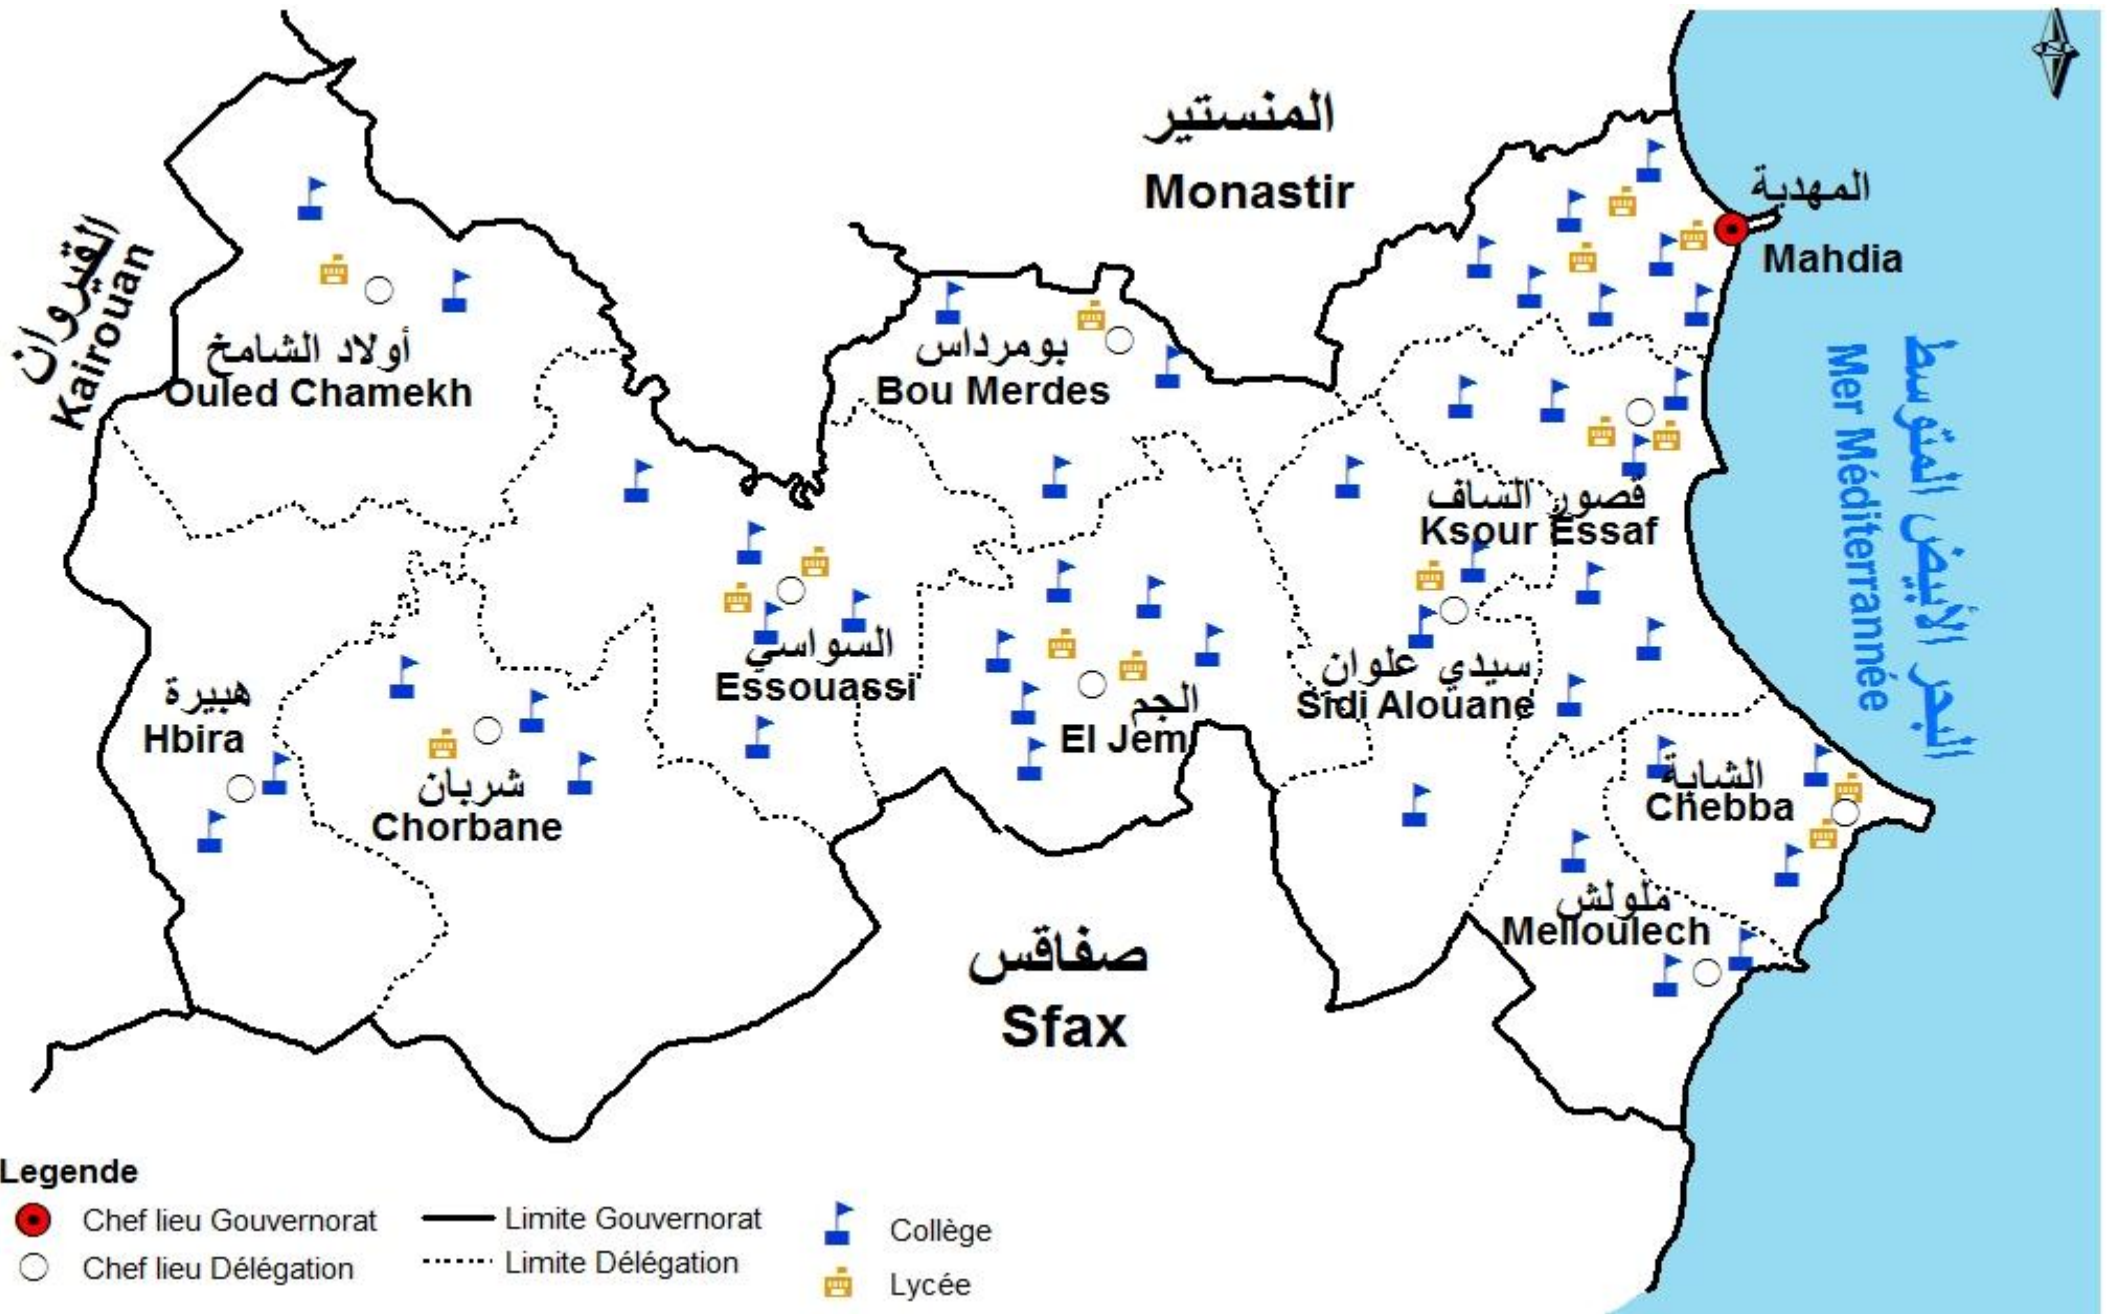 المنستير
Monastir
المهدية
Mahdia
القيروان
Kairouan
أولاد الشامخ
Ouled Chamekh
بومرداس
Bou Merdes
البحر الأبيض المتوسط
Mer Méditerrannée
قصور الساف
Ksour Essaf
السواسي
Essouassi
سيدي علوان
Sidi Alouane
هبيرة
Hbira
الجم
El Jem
شربان
Chorbane
الشابة
Chebba
ملولش
Melloulech
صفاقس
Sfax
Legende
Chef lieu Gouvernorat
Limite Gouvernorat
Collège
Chef lieu Délégation
Limite Délégation
Lycée